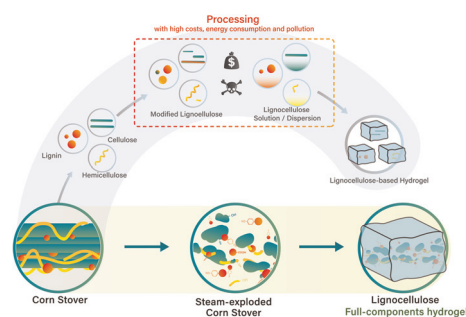 Processing
with high costs, energy consumption and pollution
$
Modified Lignocellulose
Lignocellulose
Solution / Dispersion
Cellulose
Lignin
Hemicellulose
Lignocellulose-based Hydrogel
Corn Stover
Steam-exploded
Corn Stover
Lignocellulose
Full-components hydrogel